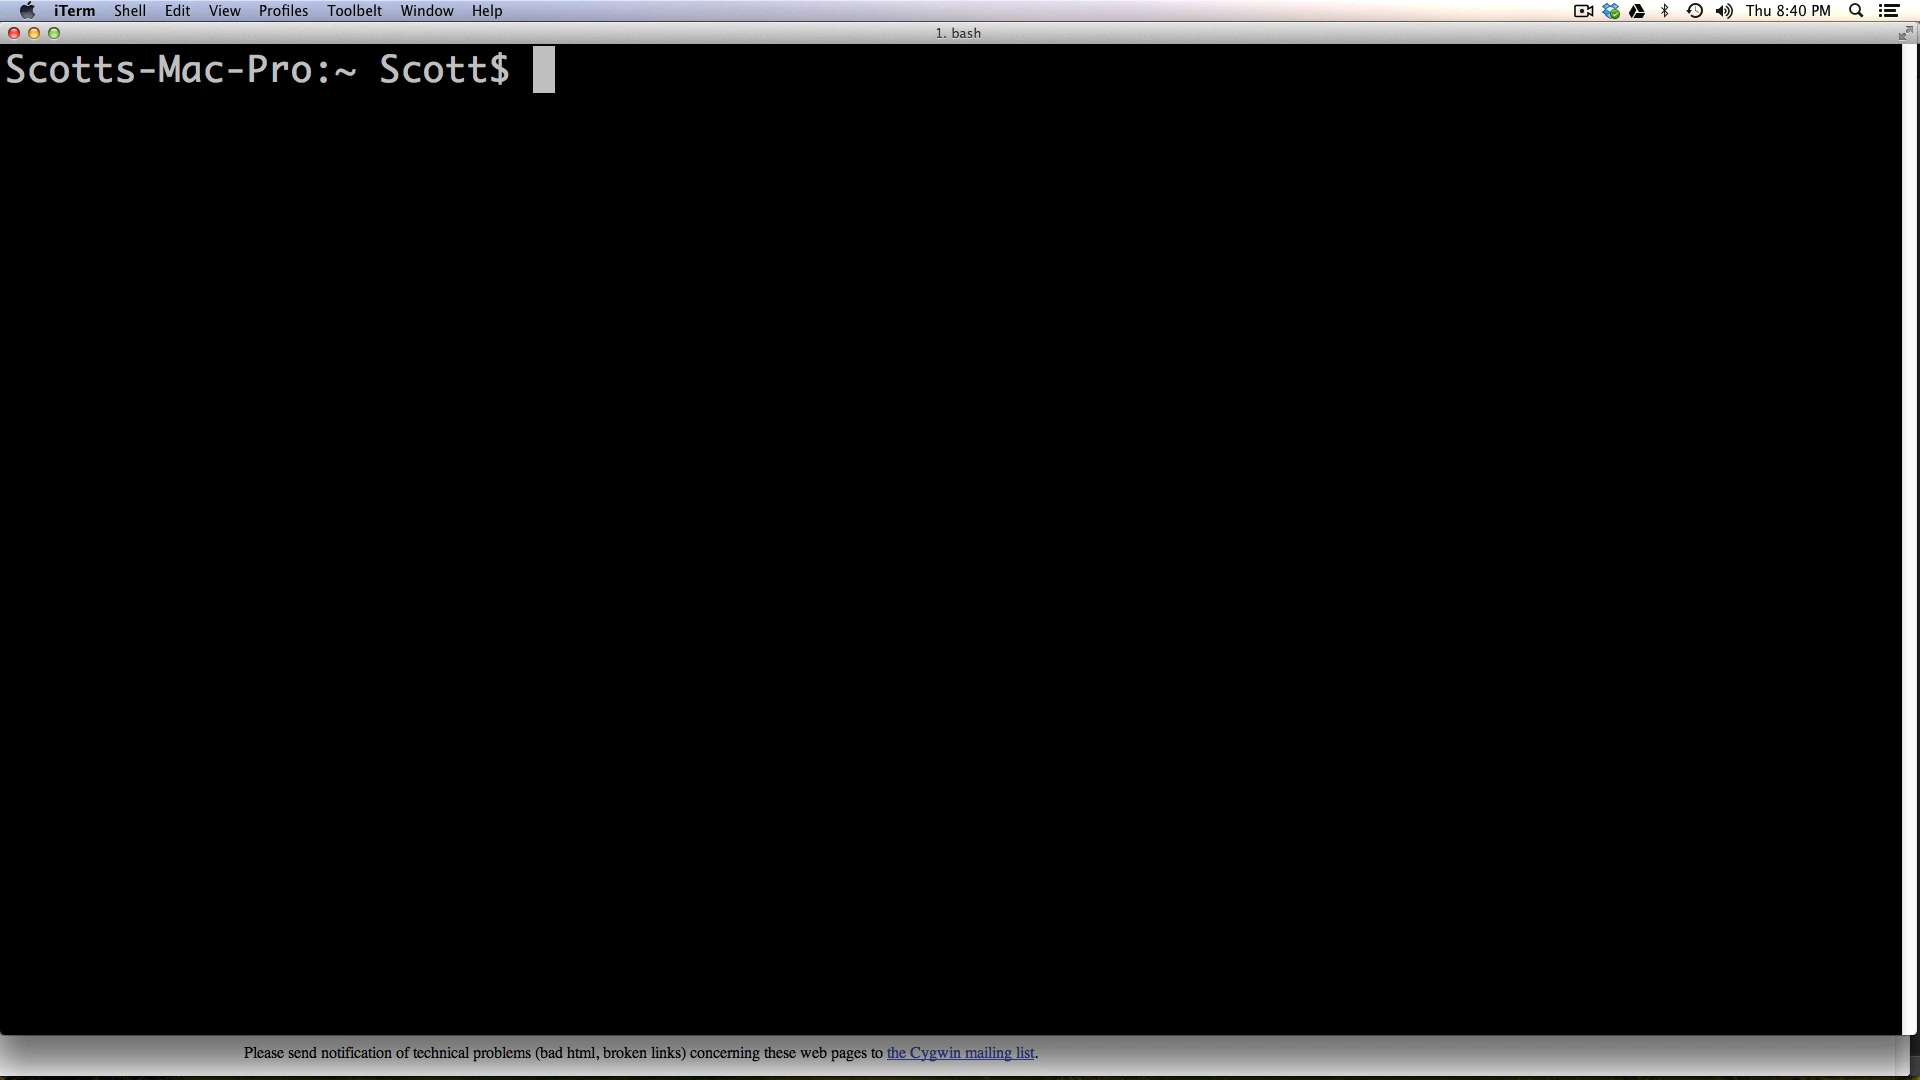 iTerm Shell Edit View Profiles Toolbelt Window Help Thu 8:40 PM
1. bash
Scotts-Mac-Pro:~ Scott$
Please send notification of technical problems (bad html, broken links) concerning these web pages to the Cygwin mailing list.